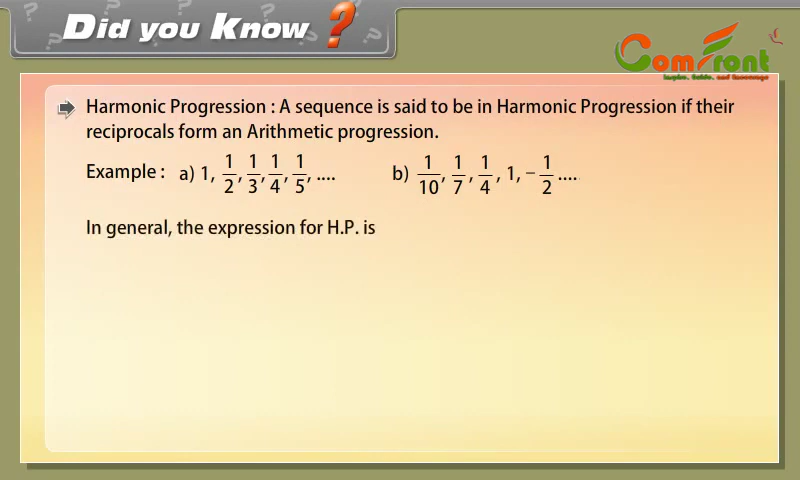 Did you Know ?
Comfront
Inspire, Guide, and Encourage
Harmonic Progression : A sequence is said to be in Harmonic Progression if their
reciprocals form an Arithmetic progression.
Example : a) 1, 1/2, 1/3, 1/4, 1/5, .... b) 1/10, 1/7, 1/4, 1, - 1/2 ....
In general, the expression for H.P. is